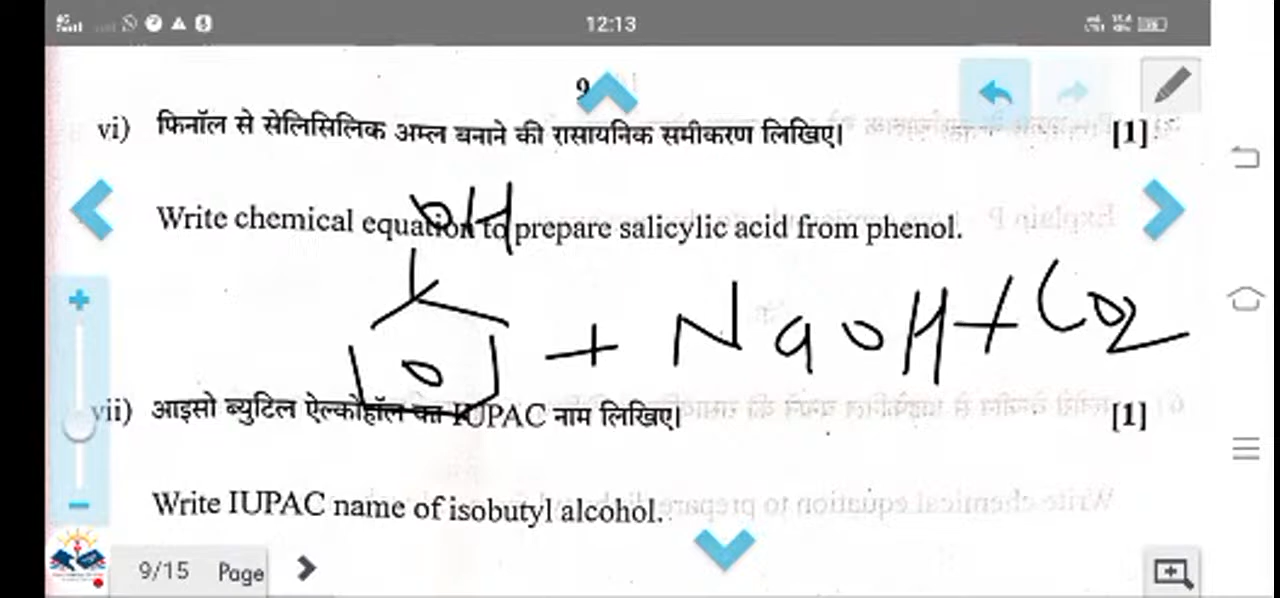 12:13
9
vi) फिनॉल से सेलिसिलिक अम्ल बनाने की रासायनिक समीकरण लिखिए। [1]
Write chemical equation to prepare salicylic acid from phenol.
OH
+ NaOH + CO2
vii) आइसो ब्युटिल ऐल्कोहॉल का IUPAC नाम लिखिए। [1]
Write IUPAC name of isobutyl alcohol.
9/15 Page